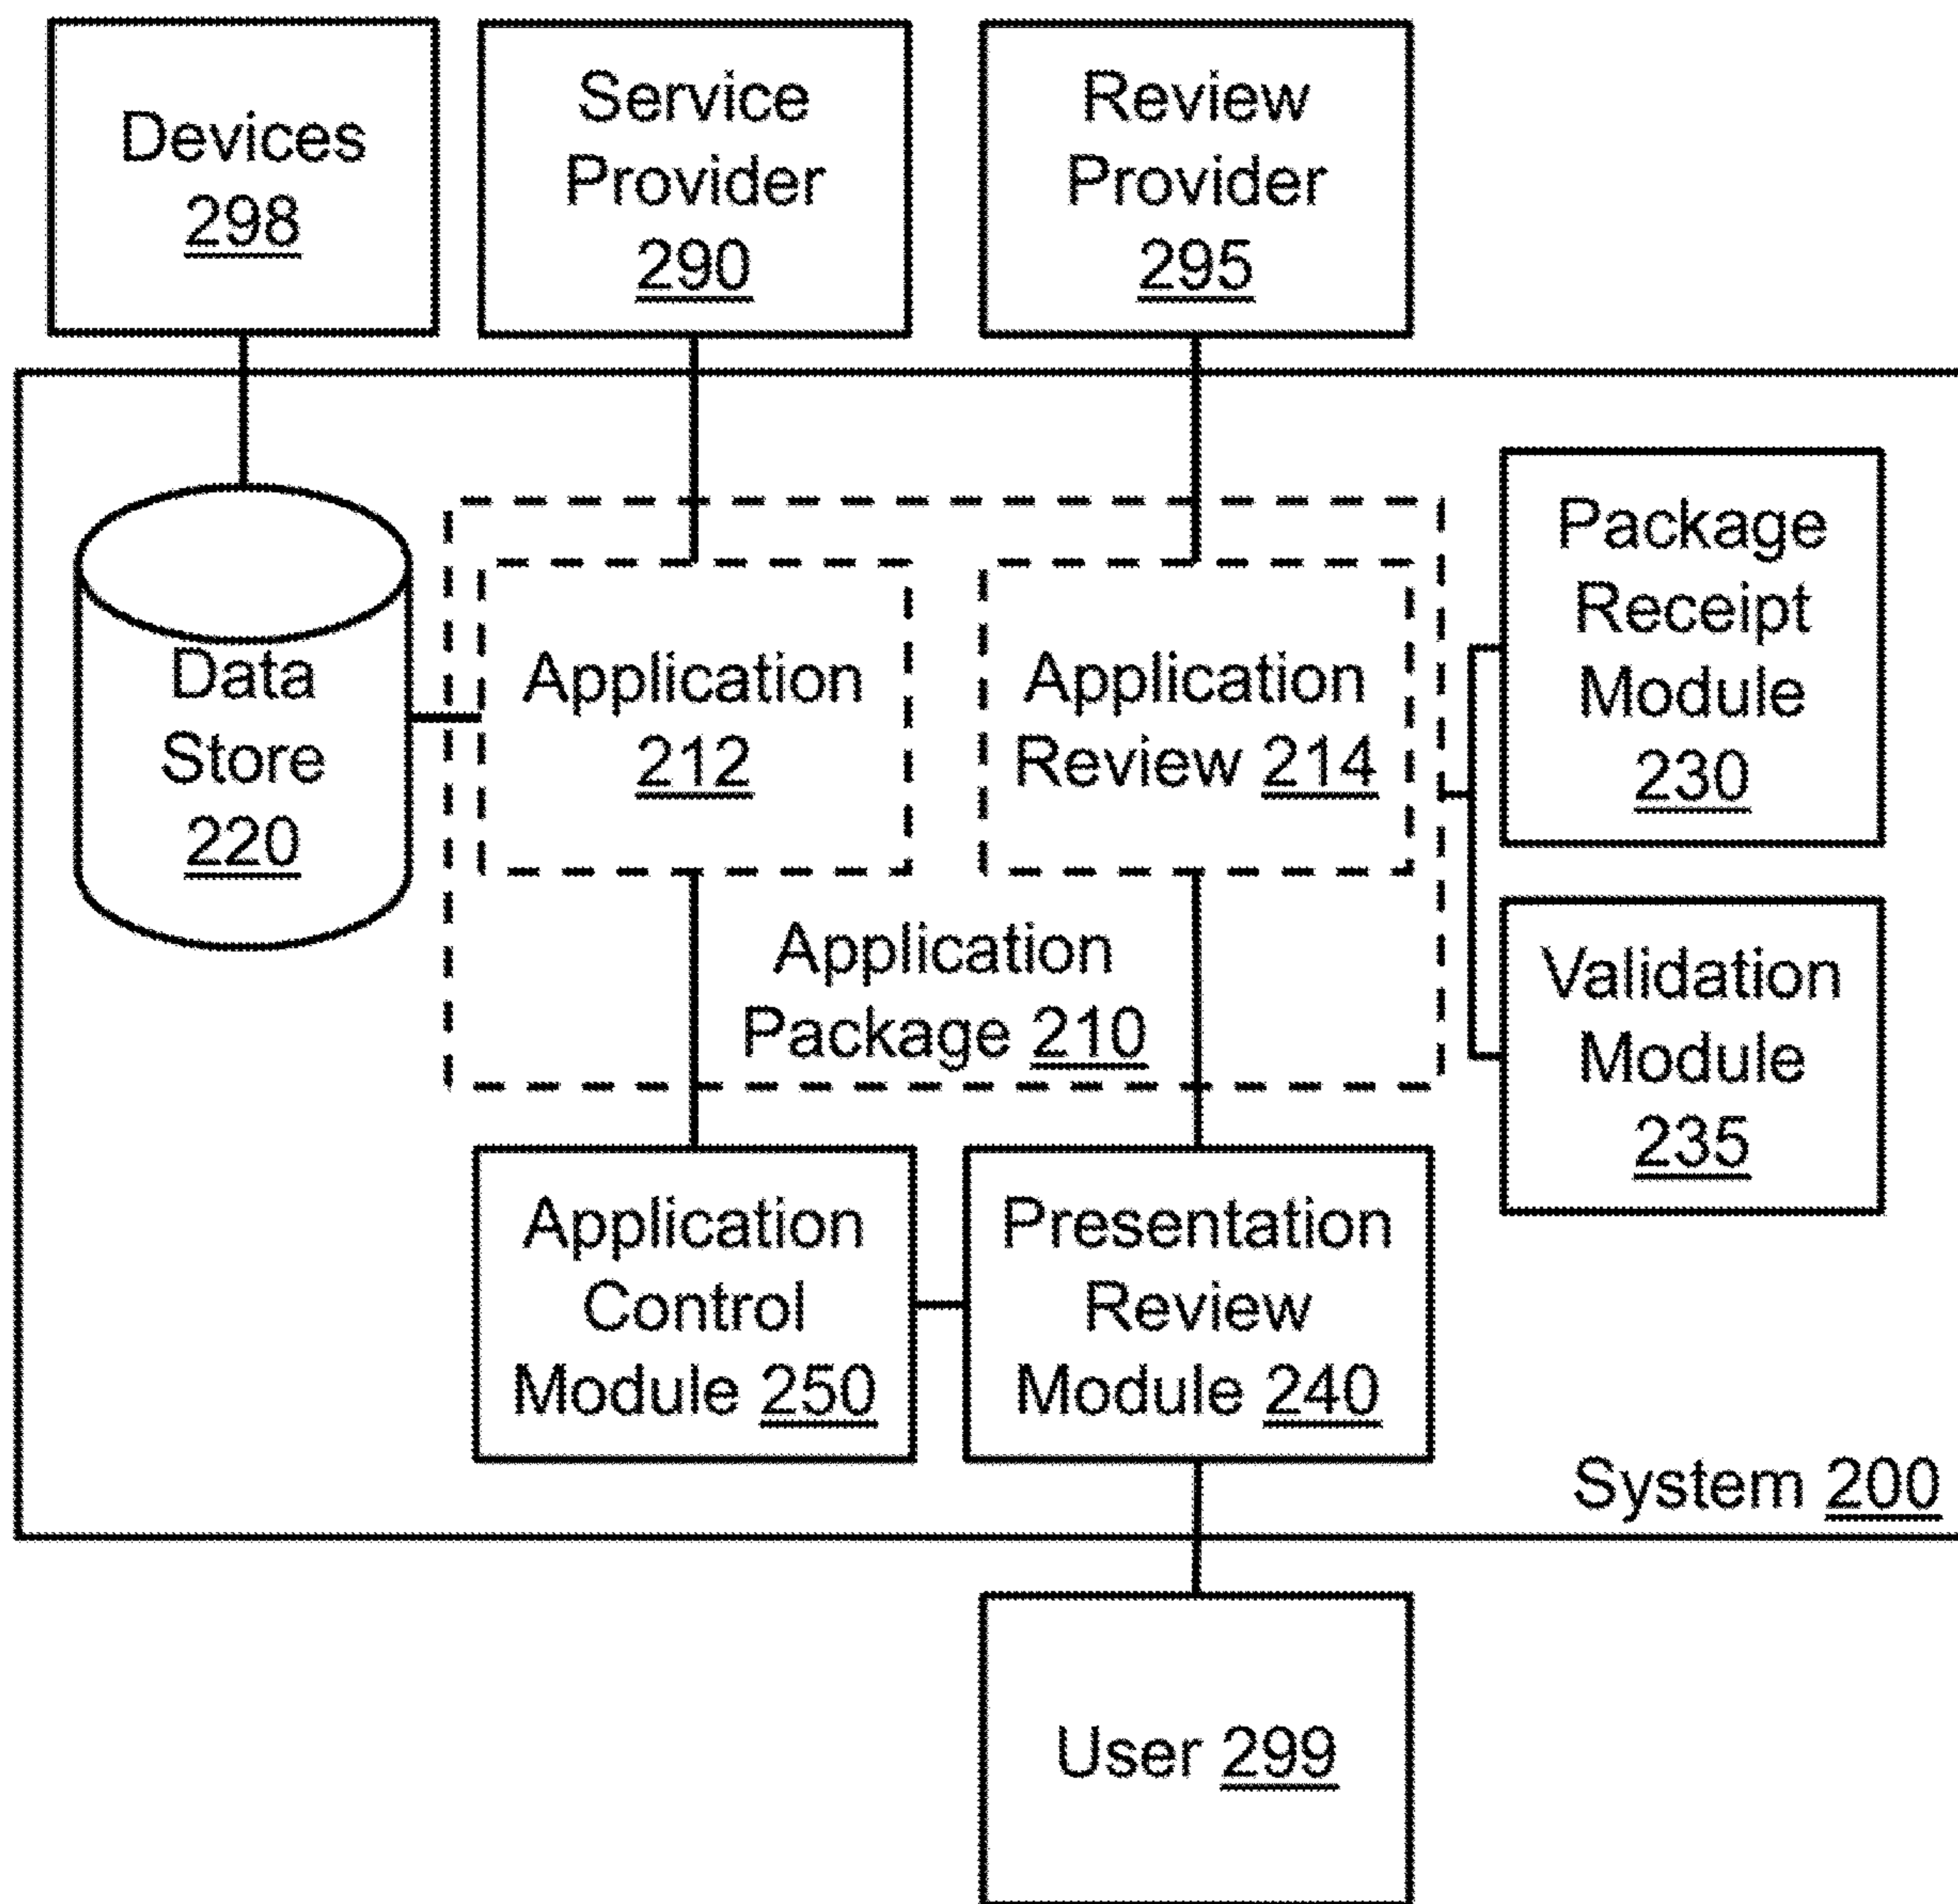 Devices
298
Service
Provider
290
Review
Provider
295
Data
Store
220
Application
212
Application
Review 214
Application
Package 210
Package
Receipt
Module
230
Validation
Module
235
Application
Control
Module 250
Presentation
Review
Module 240
System 200
User 299